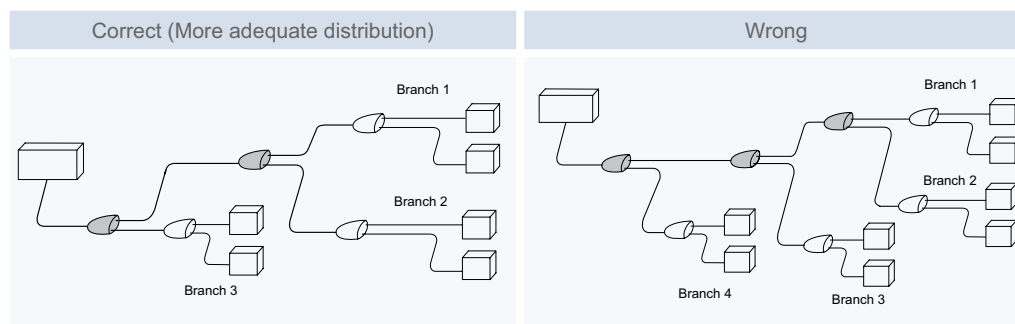 Correct (More adequate distribution)
Wrong
Branch 1
Branch 2
Branch 3
Branch 1
Branch 2
Branch 4
Branch 3